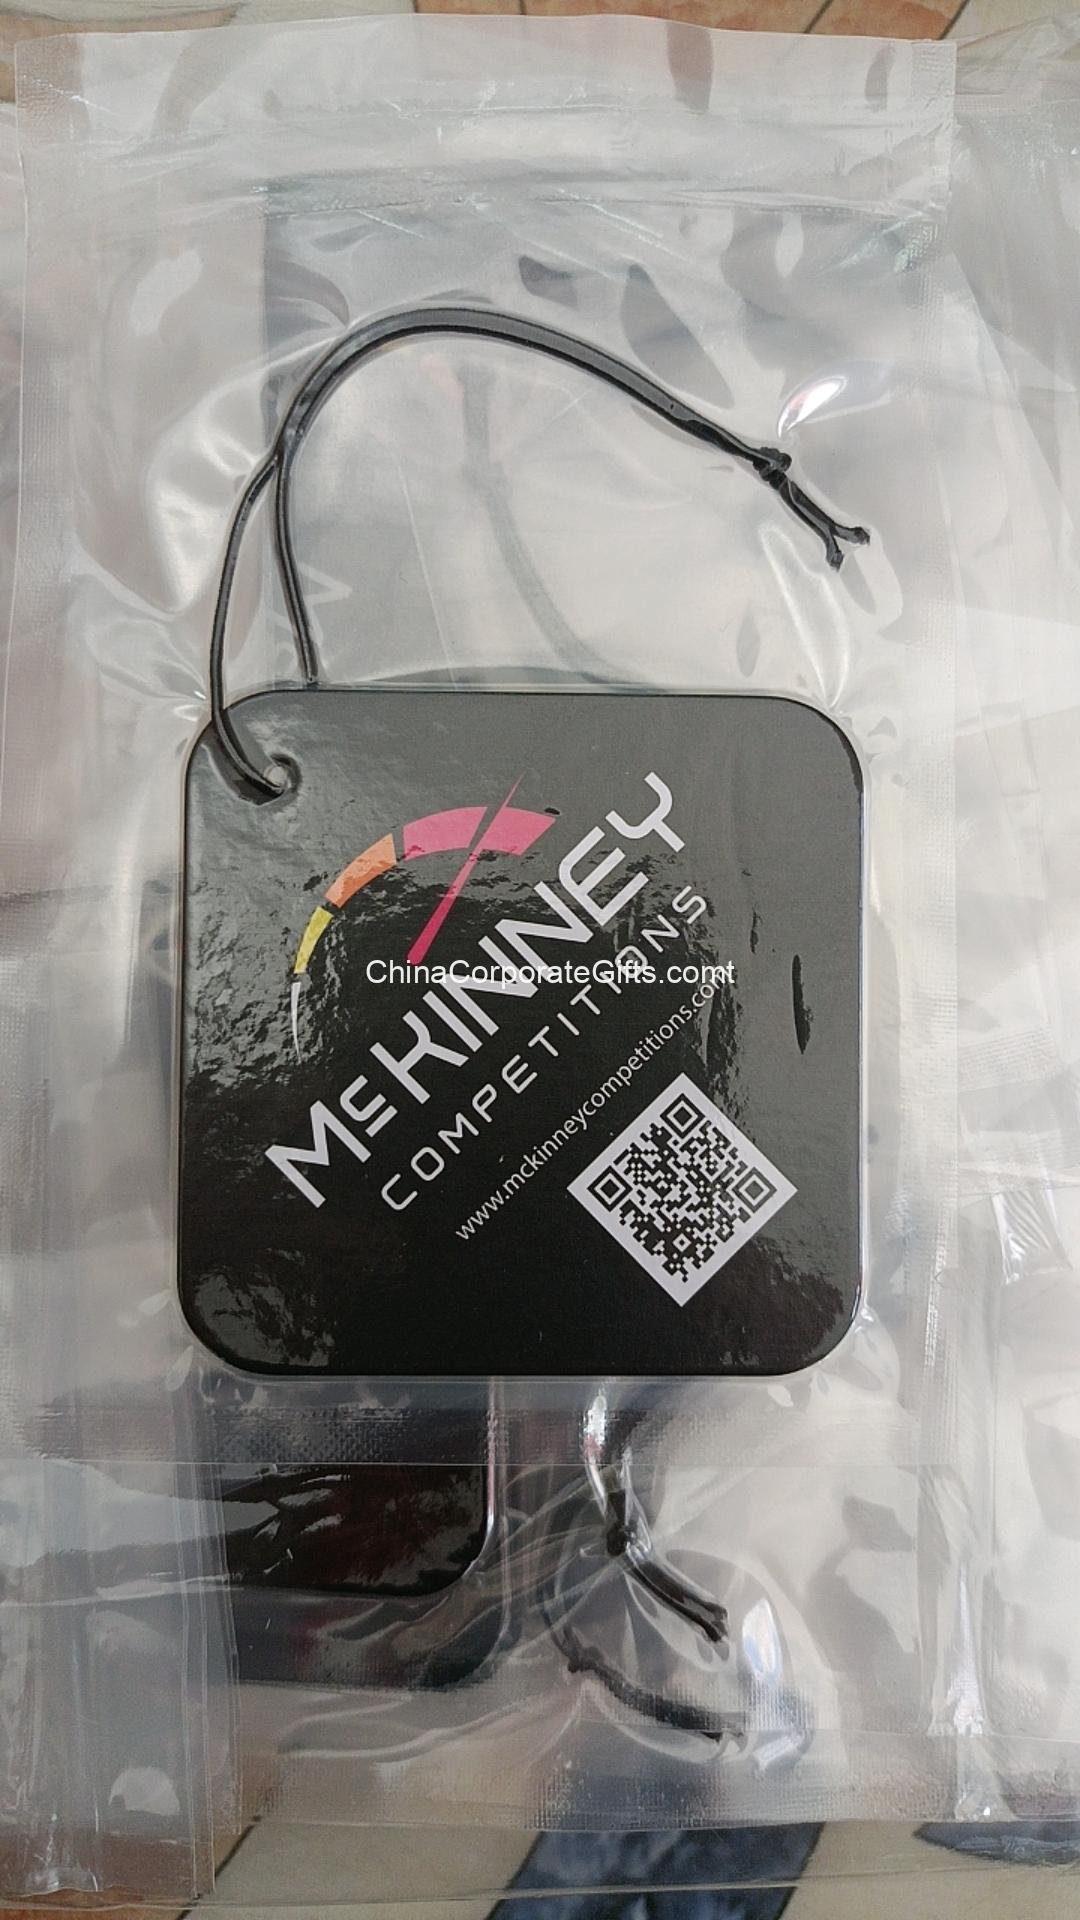 McKINNEY
COMPETITIONS
www.mckinneycompetitions.com
ChinaCorporateGifts.comt